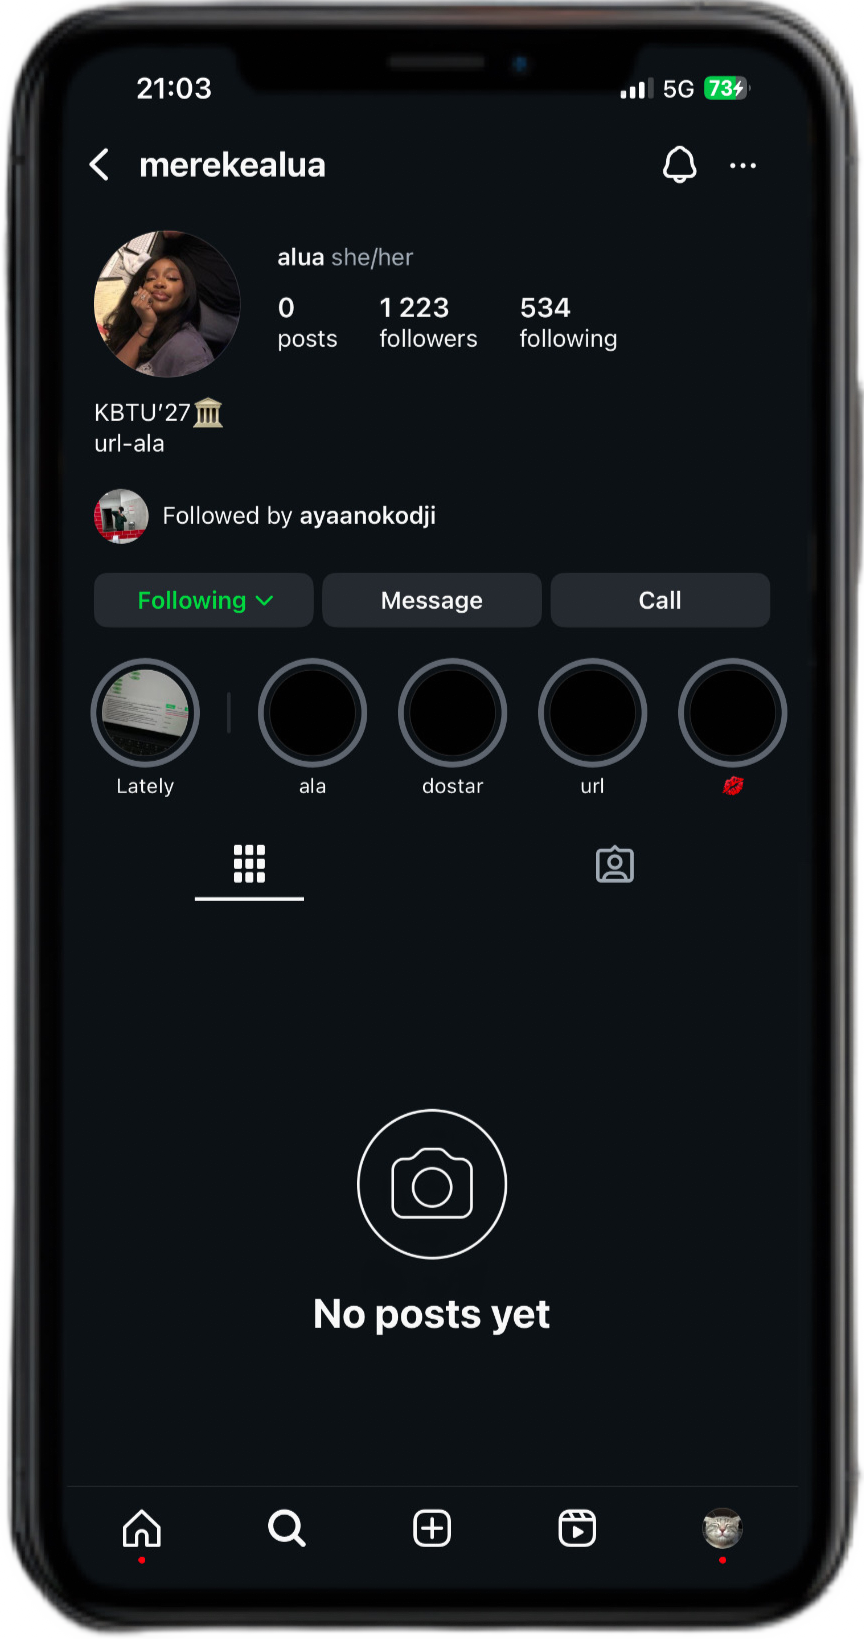 21:03 5G 73
merekealua
alua she/her
0 1 223 534
posts followers following
KBTU’27🏛️
url-ala
Followed by ayaanokodji
Following Message Call
Lately ala dostar url 💋
No posts yet